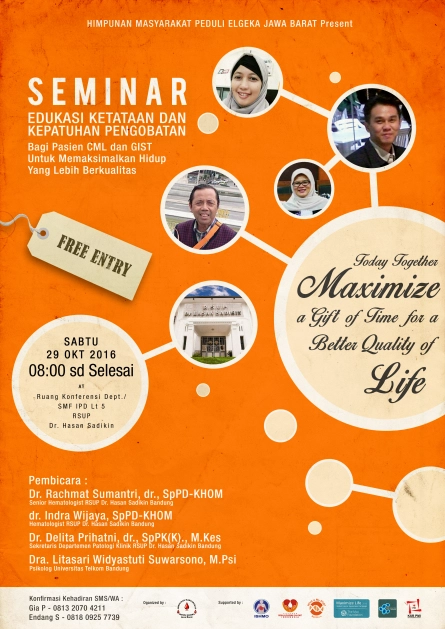 HIMPUNAN MASYARAKAT PEDULI ELGEKA JAWA BARAT Present
SEMINAR
EDUKASI KETATAAN DAN
KEPATUHAN PENGOBATAN
Bagi Pasien CML dan GIST
Untuk Memaksimalkan Hidup
Yang Lebih Berkualitas
FREE ENTRY
Today Together
Maximize
a Gift of Time for a
Better Quality of
Life
SABTU
29 OKT 2016
08:00 sd Selesai
AT
Ruang Konferensi Dept./
SMF IPD Lt 5
RSUP
Dr. Hasan Sadikin
Pembicara :
Dr. Rachmat Sumantri, dr., SpPD-KHOM
Senior Hematologist RSUP Dr. Hasan Sadikin Bandung
dr. Indra Wijaya, SpPD-KHOM
Hematologist RSUP Dr. Hasan Sadikin Bandung
Dr. Delita Prihatni, dr., SpPK(K)., M.Kes
Sekretaris Departemen Patologi Klinik RSUP Dr. Hasan Sadikin Bandung
Dra. Litasari Widyastuti Suwarsono, M.Psi
Psikolog Universitas Telkom Bandung
Konfirmasi Kehadiran SMS/WA :
Gia P - 0813 2070 4211
Endang S - 0818 0925 7739
Oganized by :
Supported by :